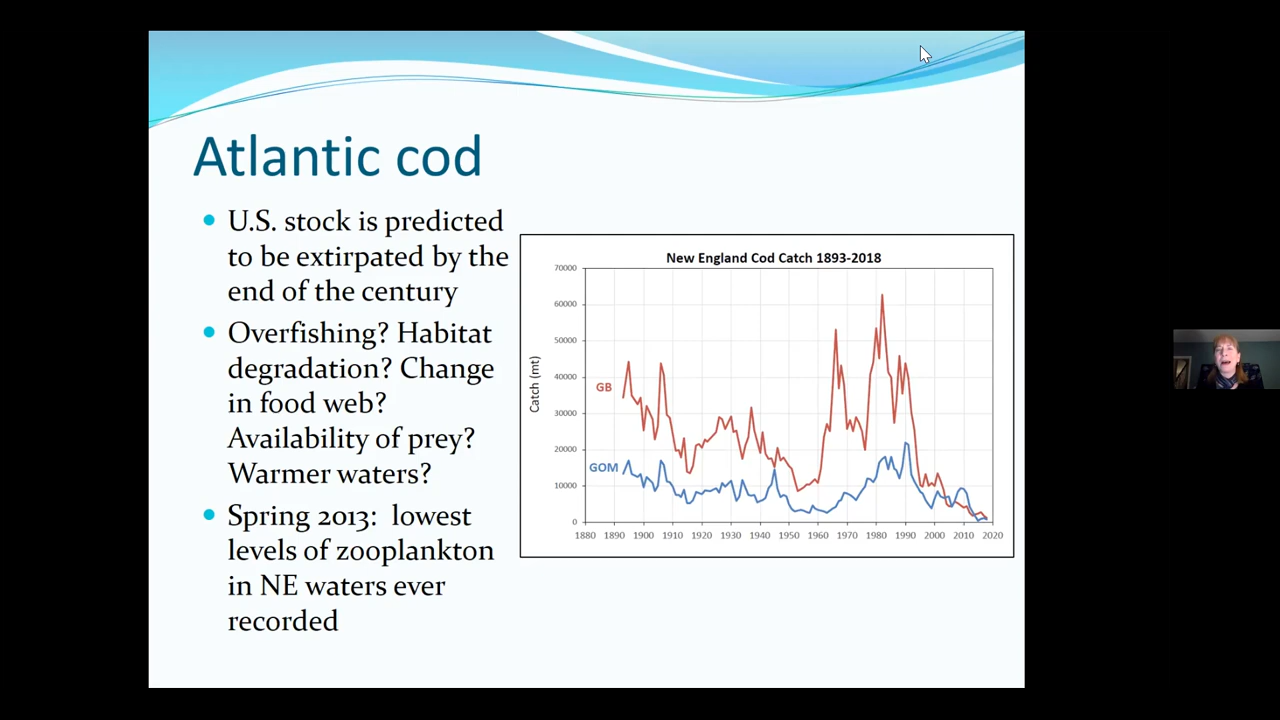 Atlantic cod
U.S. stock is predicted
to be extirpated by the
end of the century
Overfishing? Habitat
degradation? Change
in food web?
Availability of prey?
Warmer waters?
Spring 2013: lowest
levels of zooplankton
in NE waters ever
recorded
New England Cod Catch 1893-2018
Catch (mt)
70000
60000
50000
40000
30000
20000
10000
0
GB
GOM
1880 1890 1900 1910 1920 1930 1940 1950 1960 1970 1980 1990 2000 2010 2020